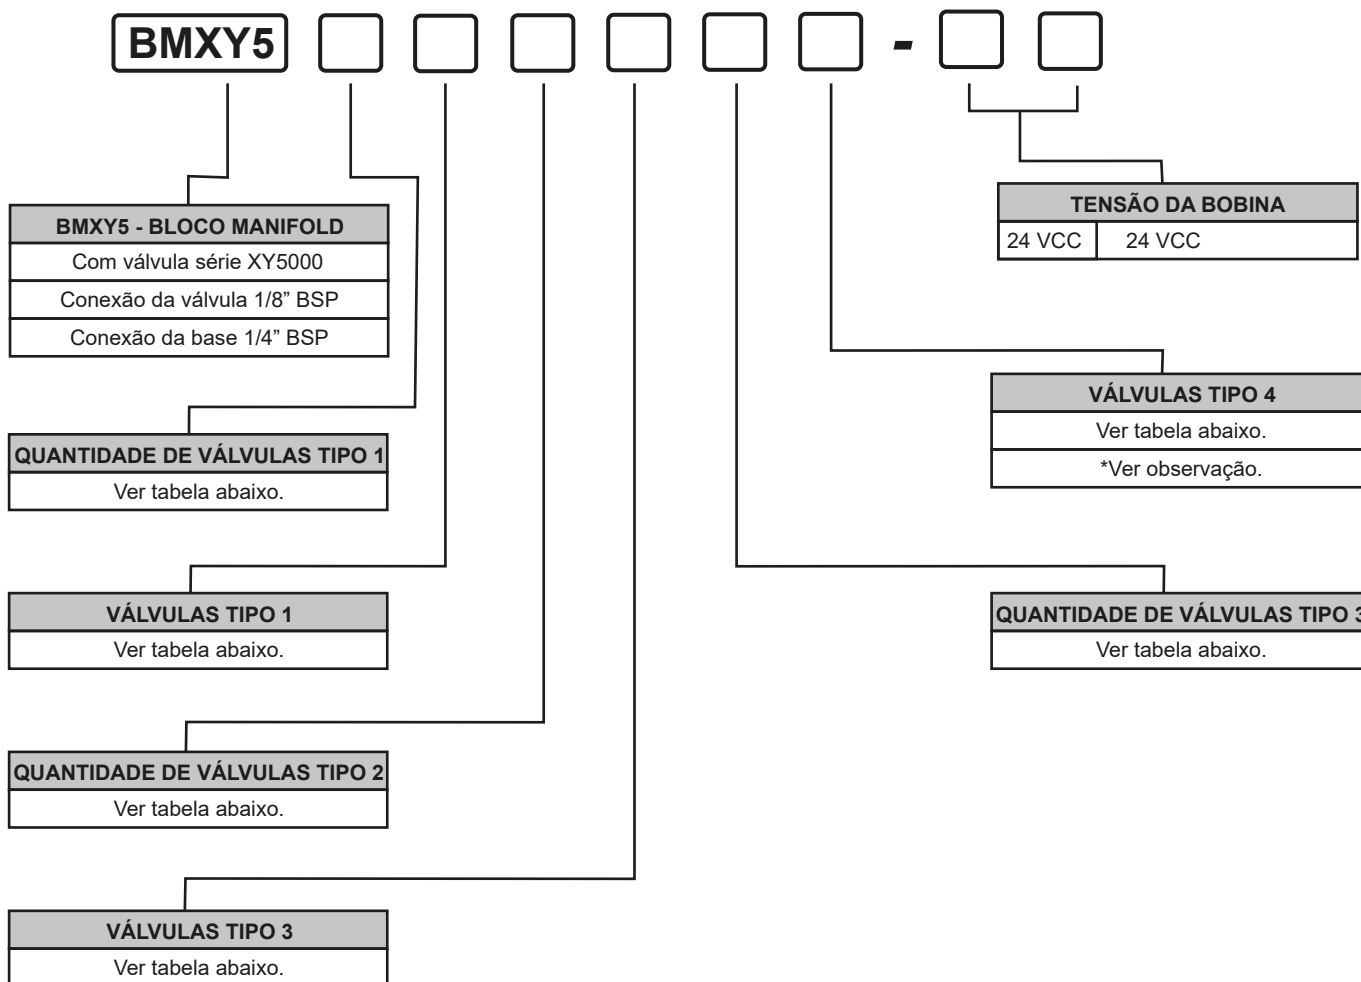 BMXY5 -
BMXY5 - BLOCO MANIFOLD
Com válvula série XY5000
Conexão da válvula 1/8” BSP
Conexão da base 1/4” BSP
QUANTIDADE DE VÁLVULAS TIPO 1
Ver tabela abaixo.
VÁLVULAS TIPO 1
Ver tabela abaixo.
QUANTIDADE DE VÁLVULAS TIPO 2
Ver tabela abaixo.
VÁLVULAS TIPO 3
Ver tabela abaixo.
TENSÃO DA BOBINA
24 VCC 24 VCC
VÁLVULAS TIPO 4
Ver tabela abaixo.
*Ver observação.
QUANTIDADE DE VÁLVULAS TIPO 3
Ver tabela abaixo.